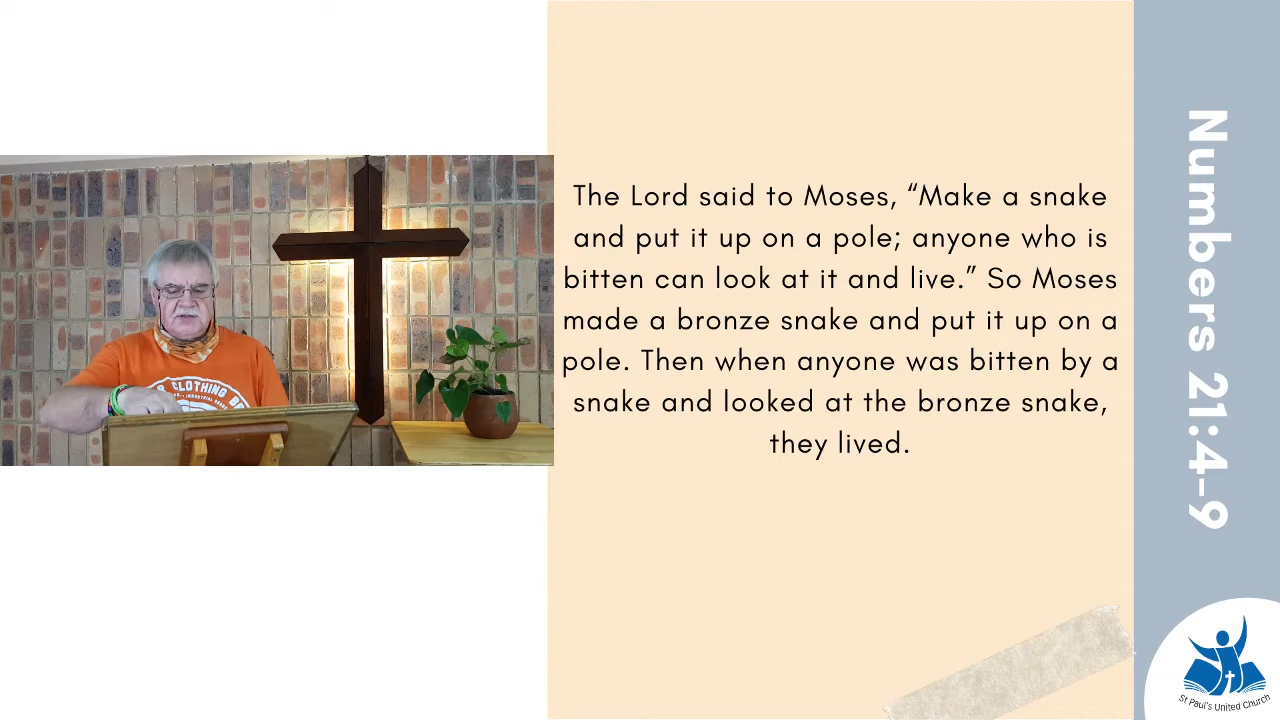 The Lord said to Moses, “Make a snake
and put it up on a pole; anyone who is
bitten can look at it and live.” So Moses
made a bronze snake and put it up on a
pole. Then when anyone was bitten by a
snake and looked at the bronze snake,
they lived.
Numbers 21:4-9
CLOTHING
St Paul's United Church